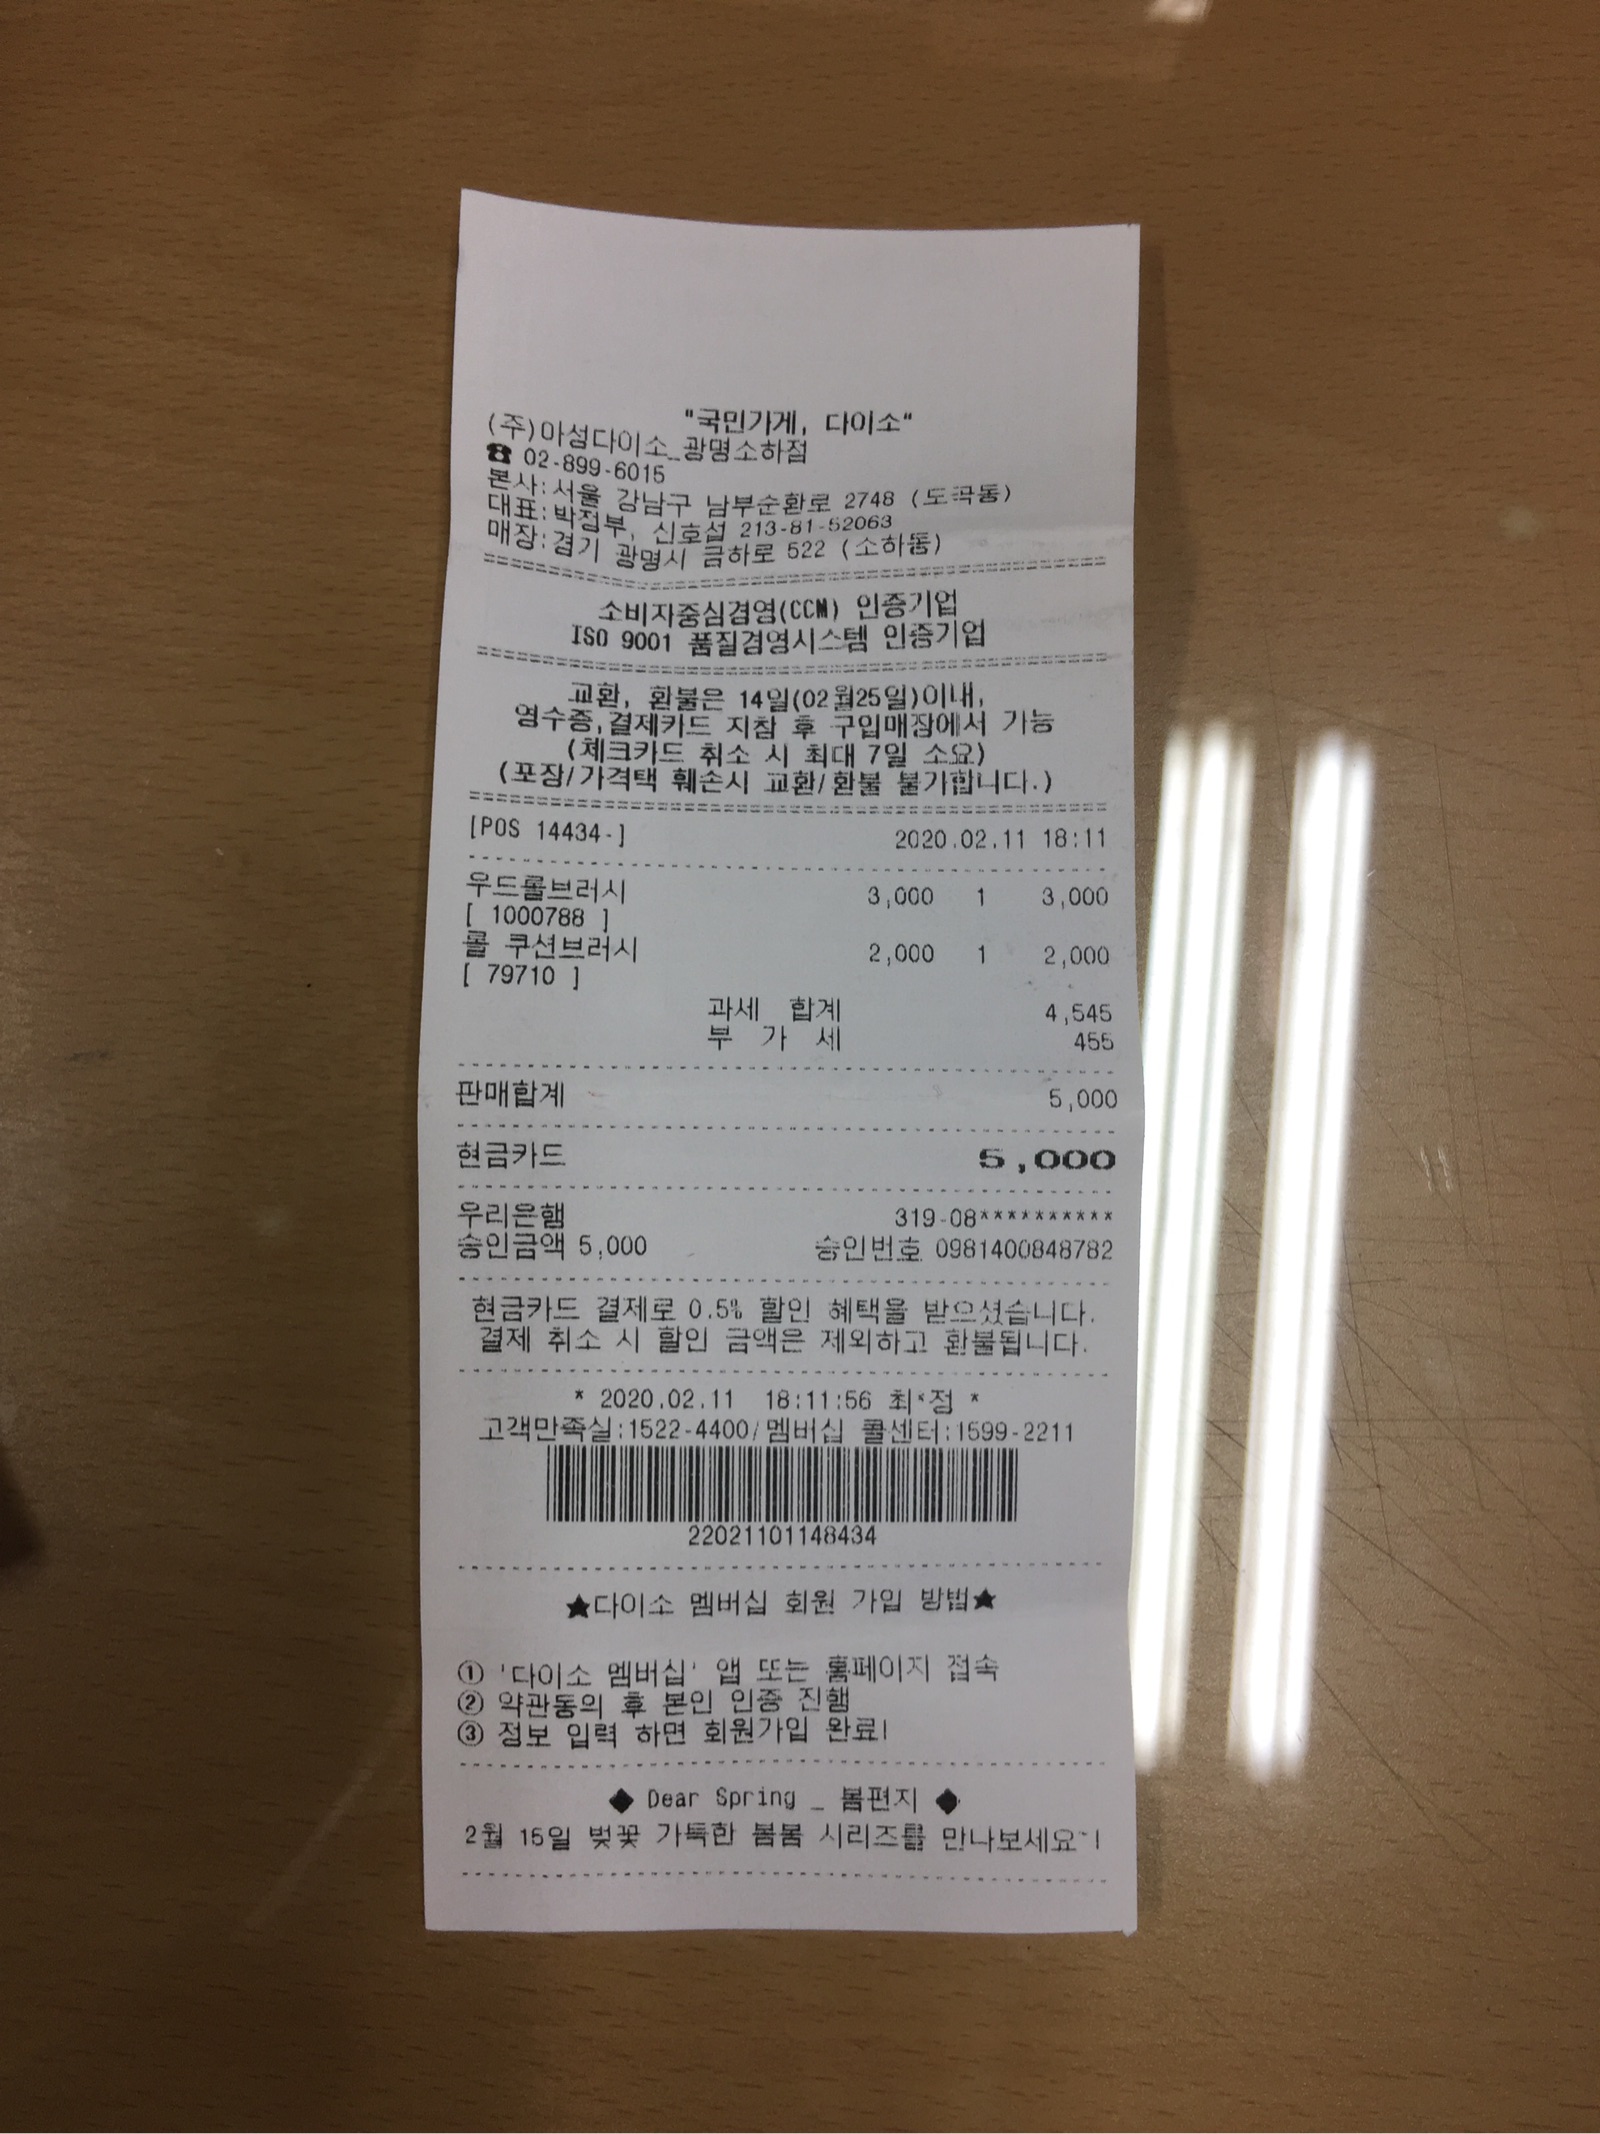 "국민가게, 다이소"
(주)아성다이소_광명소하점
☎ 02-899-6015
본사:서울 강남구 남부순환로 2748 (도곡동)
대표:박정부, 신호섭 213-81-52063
매장:경기 광명시 금하로 522 (소하동)
소비자중심경영(CCM) 인증기업
ISO 9001 품질경영시스템 인증기업
교환, 환불은 14일(02월25일)이내,
영수증,결제카드 지참 후 구입매장에서 가능
(체크카드 취소 시 최대 7일 소요)
(포장/가격택 훼손시 교환/환불 불가합니다.)
[POS 14434-] 2020.02.11 18:11
우드롤브러시 3,000 1 3,000
[ 1000788 ]
롤 쿠션브러시 2,000 1 2,000
[ 79710 ]
과세 합계 4,545
부 가 세 455
판매합계 5,000
현금카드 5,000
우리은행 319-08**********
승인금액 5,000 승인번호 0981400848782
현금카드 결제로 0.5% 할인 혜택을 받으셨습니다.
결제 취소 시 할인 금액은 제외하고 환불됩니다.
* 2020.02.11 18:11:56 최*정 *
고객만족실:1522-4400/멤버십 콜센터:1599-2211
22021101148434
★다이소 멤버십 회원 가입 방법★
① '다이소 멤버십' 앱 또는 홈페이지 접속
② 약관동의 후 본인 인증 진행
③ 정보 입력 하면 회원가입 완료!
◆ Dear Spring _ 봄편지 ◆
2월 15일 벚꽃 가득한 봄봄 시리즈를 만나보세요~!